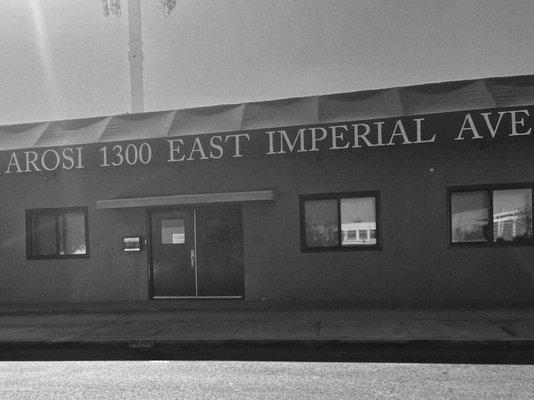 AROSI 1300 EAST IMPERIAL AVE